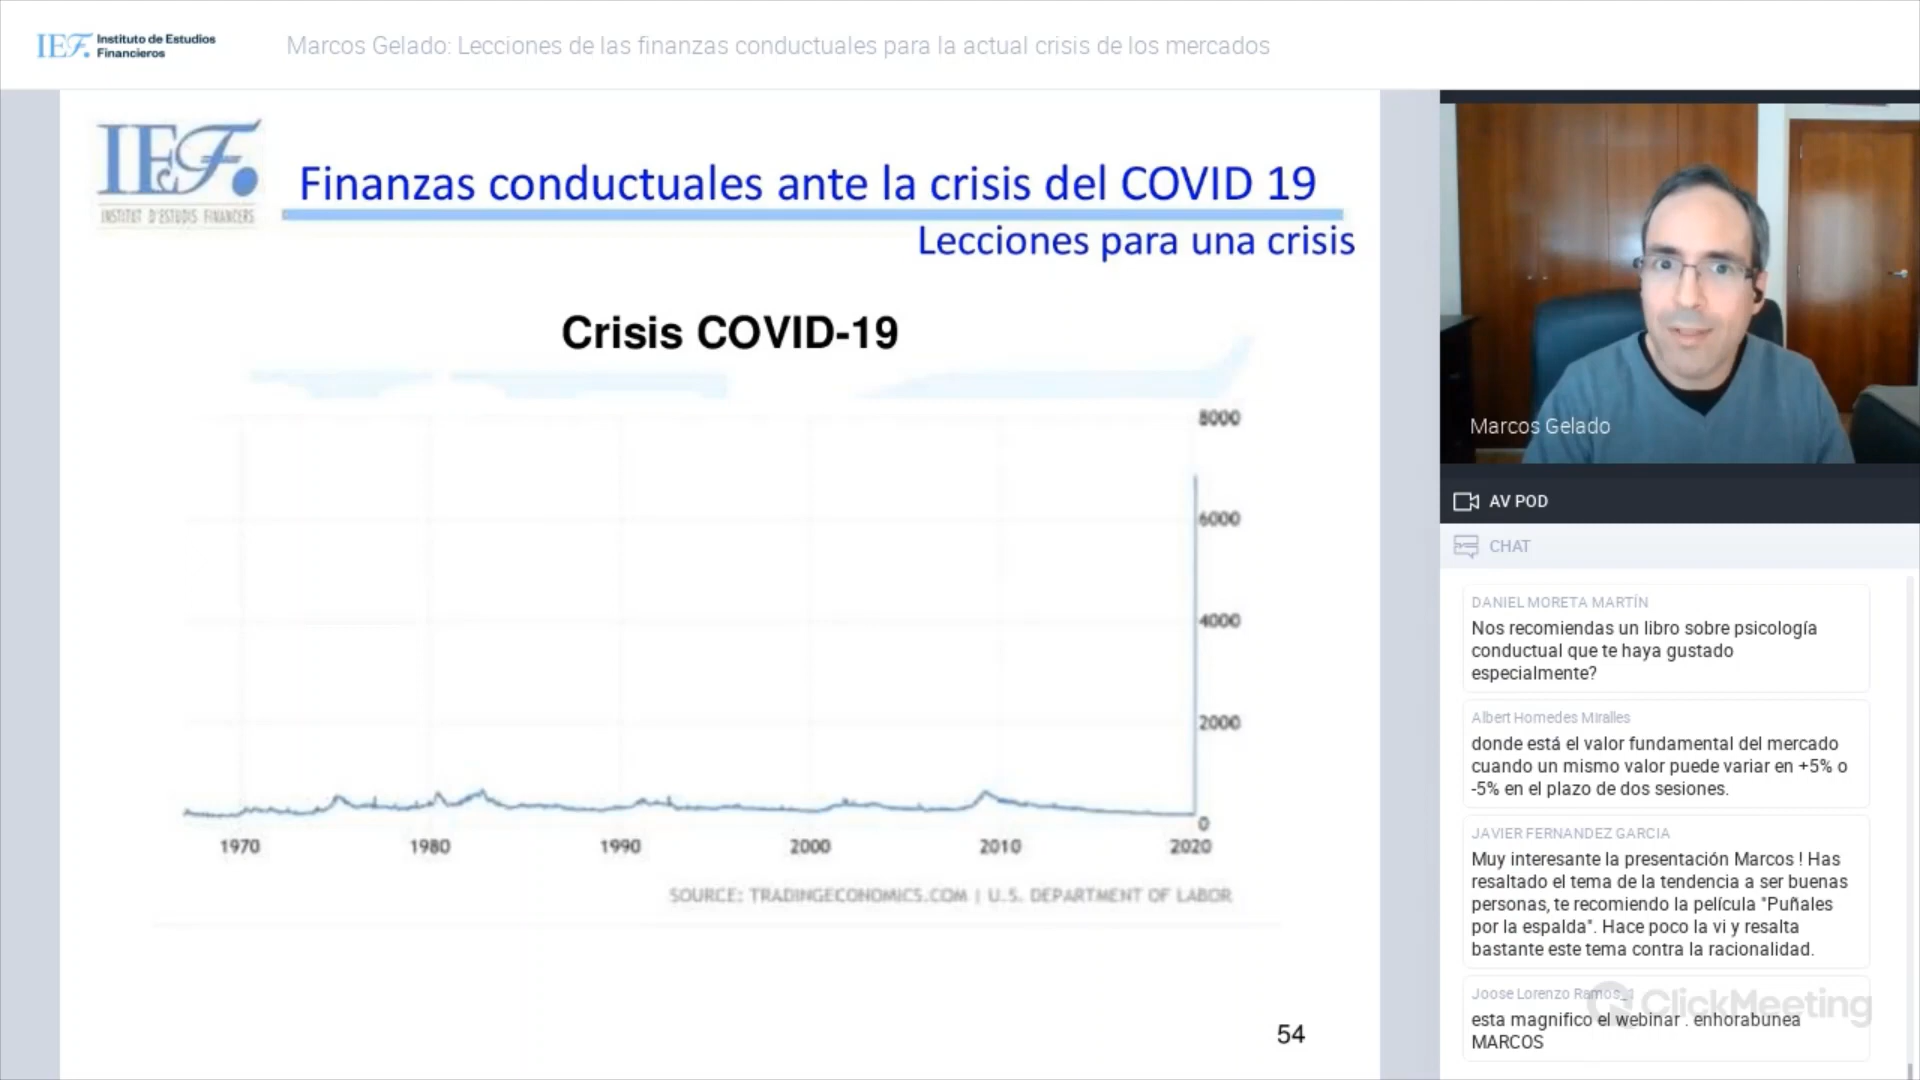 IEF. Instituto de Estudios
Financieros
Marcos Gelado: Lecciones de las finanzas conductuales para la actual crisis de los mercados
IEF.
INSTITUT D'ESTUDIS FINANCERS
Finanzas conductuales ante la crisis del COVID 19
Lecciones para una crisis
Crisis COVID-19
8000
6000
4000
2000
0
1970 1980 1990 2000 2010 2020
SOURCE: TRADINGECONOMICS.COM | U.S. DEPARTMENT OF LABOR
54
Marcos Gelado
AV POD
CHAT
DANIEL MORETA MARTÍN
Nos recomiendas un libro sobre psicología
conductual que te haya gustado
especialmente?
Albert Homedes Miralles
donde está el valor fundamental del mercado
cuando un mismo valor puede variar en +5% o
-5% en el plazo de dos sesiones.
JAVIER FERNANDEZ GARCIA
Muy interesante la presentación Marcos ! Has
resaltado el tema de la tendencia a ser buenas
personas, te recomiendo la película "Puñales
por la espalda". Hace poco la vi y resalta
bastante este tema contra la racionalidad.
Joose Lorenzo Ramos_1
esta magnifico el webinar . enhorabunea
MARCOS
ClickMeeting